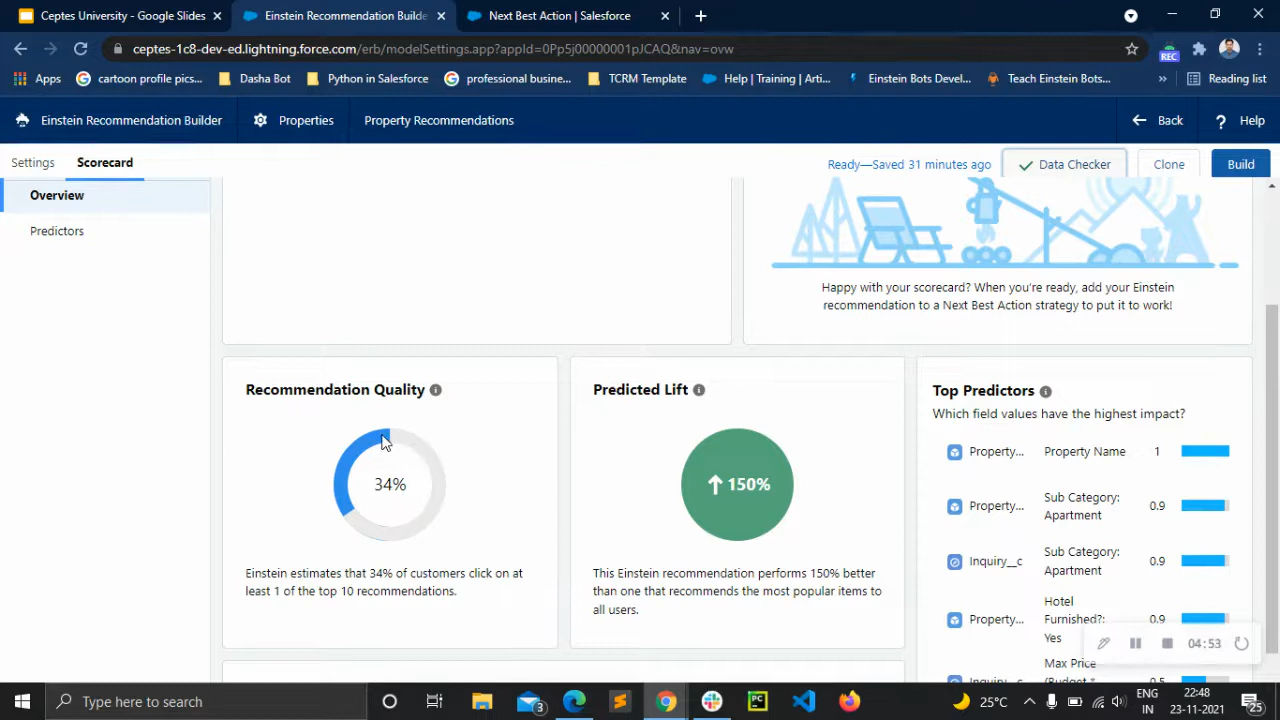 Ceptes University - Google Slides
Einstein Recommendation Builde
Next Best Action | Salesforce
ceptes-1c8-dev-ed.lightning.force.com/erb/modelSettings.app?appId=0Pp5j00000001pJCAQ&nav=ovw
REC
Apps
cartoon profile pics...
Dasha Bot
Python in Salesforce
professional busine...
TCRM Template
Help | Training | Arti...
Einstein Bots Devel...
Teach Einstein Bots...
»
Reading list
Einstein Recommendation Builder
Properties
Property Recommendations
Back
Help
Settings
Scorecard
Ready—Saved 31 minutes ago
Data Checker
Clone
Build
Overview
Predictors
Happy with your scorecard? When you're ready, add your Einstein
recommendation to a Next Best Action strategy to put it to work!
Recommendation Quality
34%
Einstein estimates that 34% of customers click on at
least 1 of the top 10 recommendations.
Predicted Lift
150%
This Einstein recommendation performs 150% better
than one that recommends the most popular items to
all users.
Top Predictors
Which field values have the highest impact?
Property... Property Name 1
Property... Sub Category: 0.9
Apartment
Inquiry__c Sub Category: 0.9
Apartment
Property... Hotel
Furnished?: 0.9
Yes
Inquiry__c Max Price 0.5
(Budget *
04:53
Type here to search
3
25°C
ENG
IN
22:48
23-11-2021
25